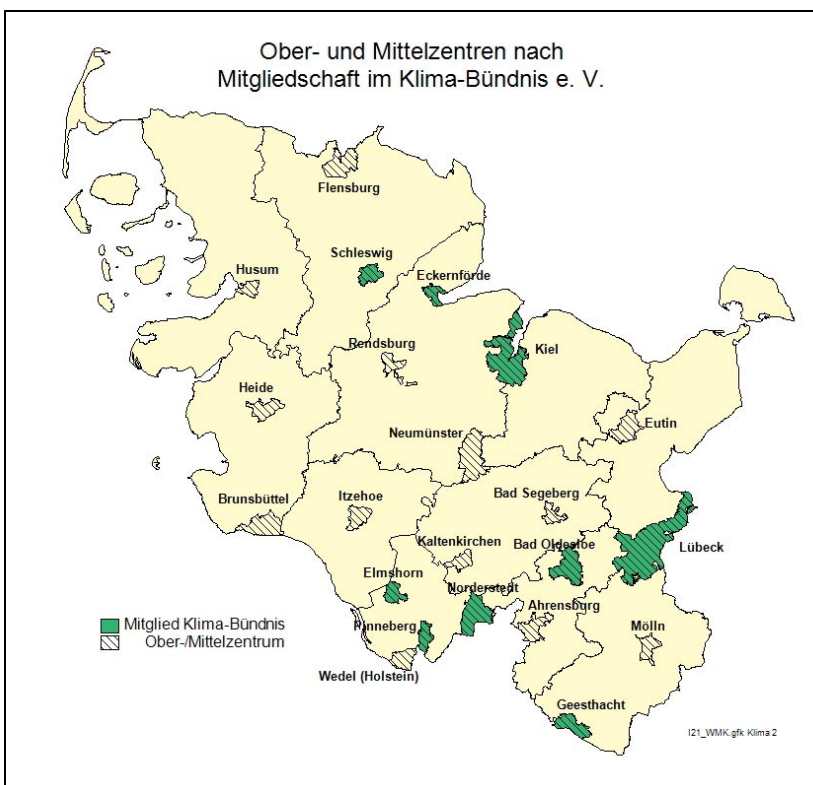 Ober- und Mittelzentren nach
Mitgliedschaft im Klima-Bündnis e. V.
Flensburg
Schleswig
Eckernförde
Husum
Rendsburg
Kiel
Heide
Eutin
Neumünster
Brunsbüttel
Itzehoe
Bad Segeberg
Kaltenkirchen
Bad Oldesloe
Lübeck
Elmshorn
Norderstedt
Ahrensburg
Mitglied Klima-Bündnis
Ober-/Mittelzentrum
Pinneberg
Mölln
Wedel (Holstein)
Geesthacht
I21_WMK.gfk Klima 2